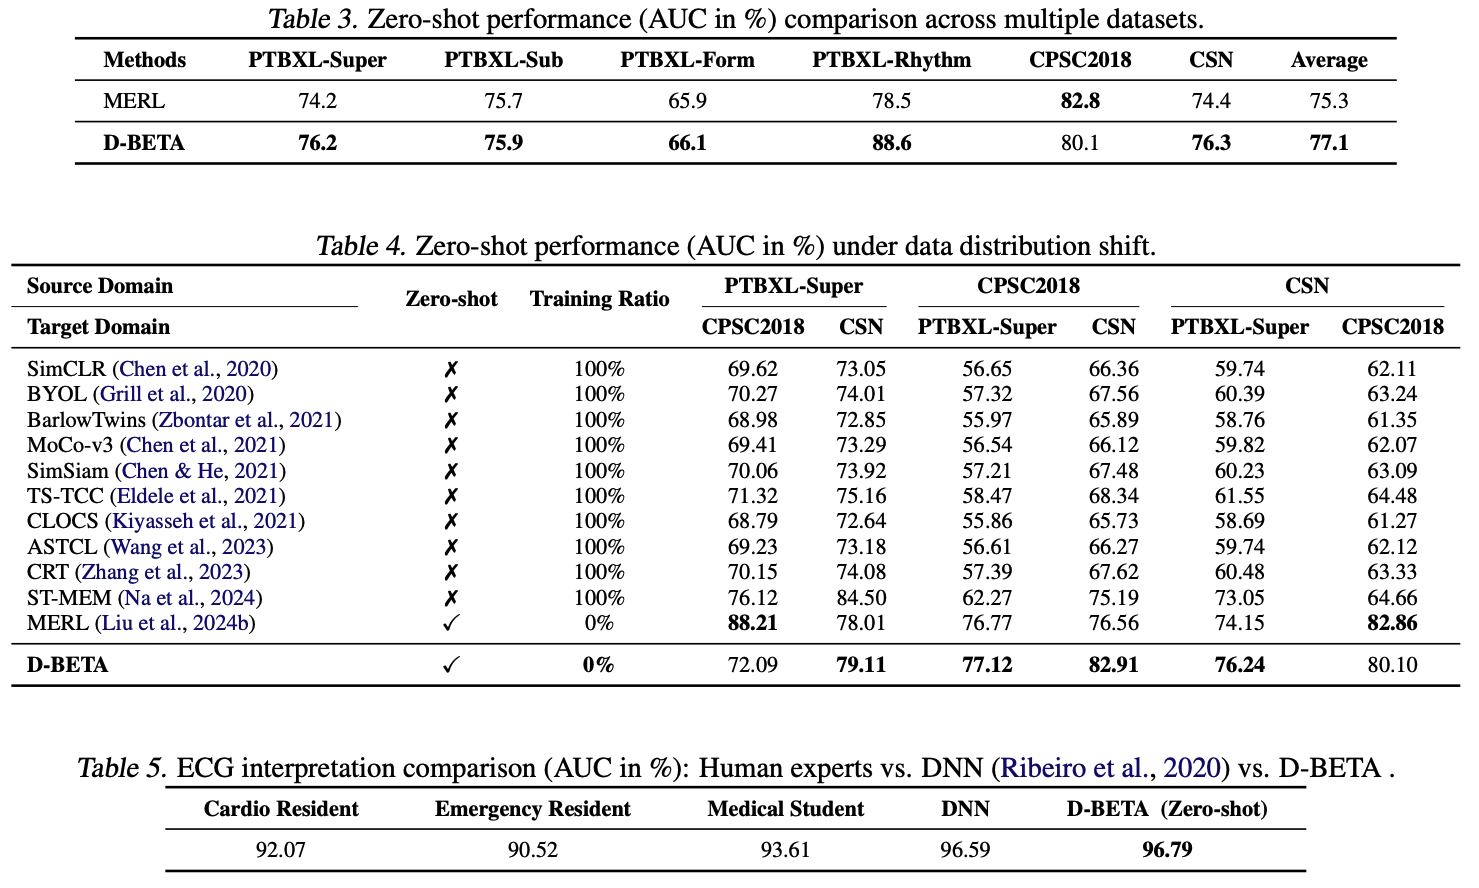 Table 3. Zero-shot performance (AUC in %) comparison across multiple datasets.
Methods PTBXL-Super PTBXL-Sub PTBXL-Form PTBXL-Rhythm CPSC2018 CSN Average
MERL 74.2 75.7 65.9 78.5 82.8 74.4 75.3
D-BETA 76.2 75.9 66.1 88.6 80.1 76.3 77.1
Table 4. Zero-shot performance (AUC in %) under data distribution shift.
Source Domain Zero-shot Training Ratio PTBXL-Super CPSC2018 CSN
Target Domain CPSC2018 CSN PTBXL-Super CSN PTBXL-Super CPSC2018
SimCLR (Chen et al., 2020) ✗ 100% 69.62 73.05 56.65 66.36 59.74 62.11
BYOL (Grill et al., 2020) ✗ 100% 70.27 74.01 57.32 67.56 60.39 63.24
BarlowTwins (Zbontar et al., 2021) ✗ 100% 68.98 72.85 55.97 65.89 58.76 61.35
MoCo-v3 (Chen et al., 2021) ✗ 100% 69.41 73.29 56.54 66.12 59.82 62.07
SimSiam (Chen & He, 2021) ✗ 100% 70.06 73.92 57.21 67.48 60.23 63.09
TS-TCC (Eldele et al., 2021) ✗ 100% 71.32 75.16 58.47 68.34 61.55 64.48
CLOCS (Kiyasseh et al., 2021) ✗ 100% 68.79 72.64 55.86 65.73 58.69 61.27
ASTCL (Wang et al., 2023) ✗ 100% 69.23 73.18 56.61 66.27 59.74 62.12
CRT (Zhang et al., 2023) ✗ 100% 70.15 74.08 57.39 67.62 60.48 63.33
ST-MEM (Na et al., 2024) ✗ 100% 76.12 84.50 62.27 75.19 73.05 64.66
MERL (Liu et al., 2024b) ✓ 0% 88.21 78.01 76.77 76.56 74.15 82.86
D-BETA ✓ 0% 72.09 79.11 77.12 82.91 76.24 80.10
Table 5. ECG interpretation comparison (AUC in %): Human experts vs. DNN (Ribeiro et al., 2020) vs. D-BETA .
Cardio Resident Emergency Resident Medical Student DNN D-BETA (Zero-shot)
92.07 90.52 93.61 96.59 96.79